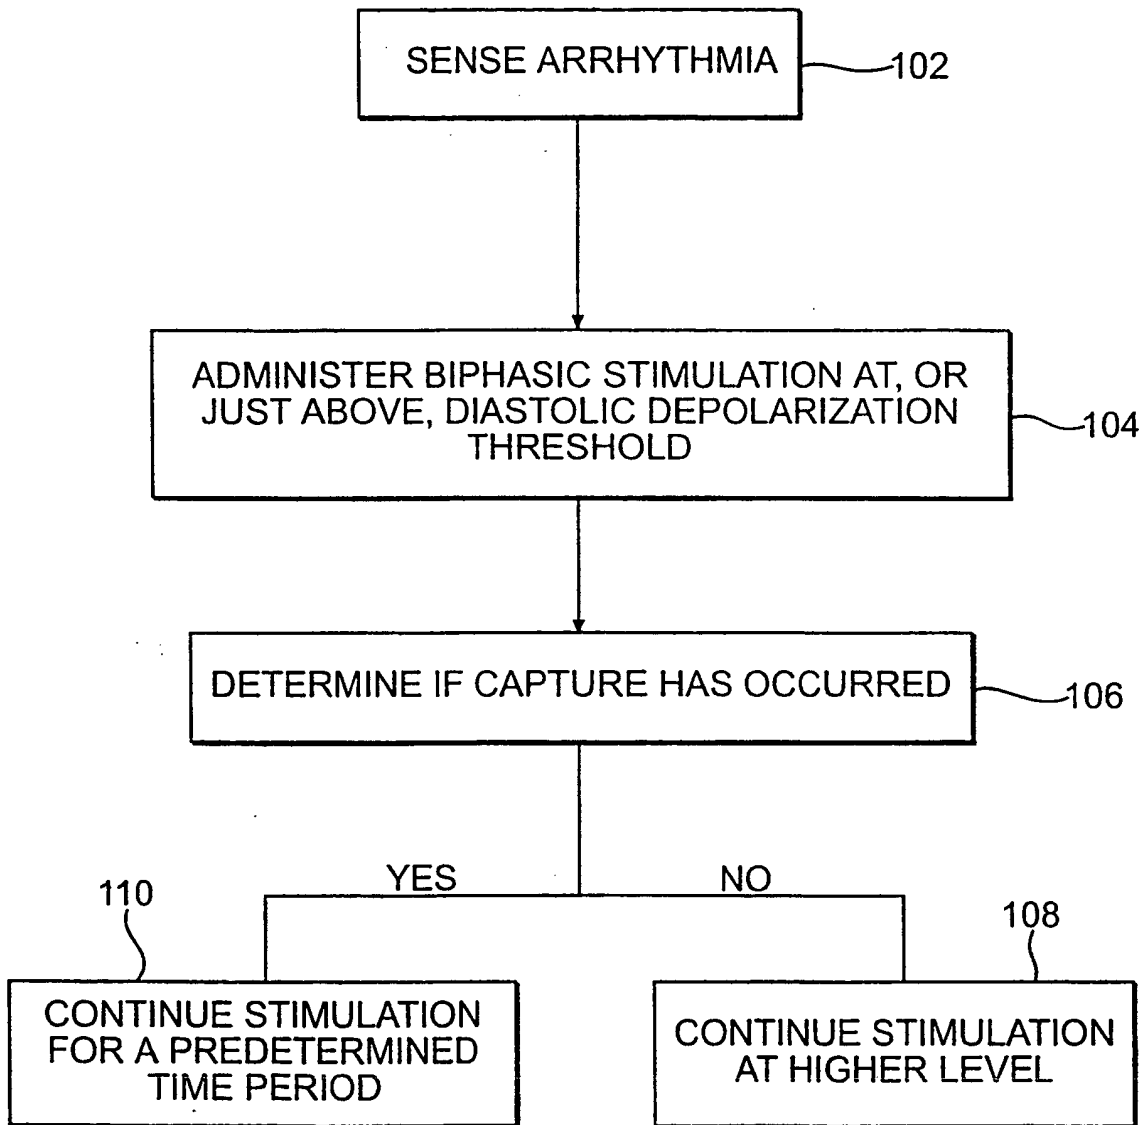 SENSE ARRHYTHMIA
102
ADMINISTER BIPHASIC STIMULATION AT, OR
JUST ABOVE, DIASTOLIC DEPOLARIZATION
THRESHOLD
104
DETERMINE IF CAPTURE HAS OCCURRED
106
YES
NO
110
108
CONTINUE STIMULATION
FOR A PREDETERMINED
TIME PERIOD
CONTINUE STIMULATION
AT HIGHER LEVEL